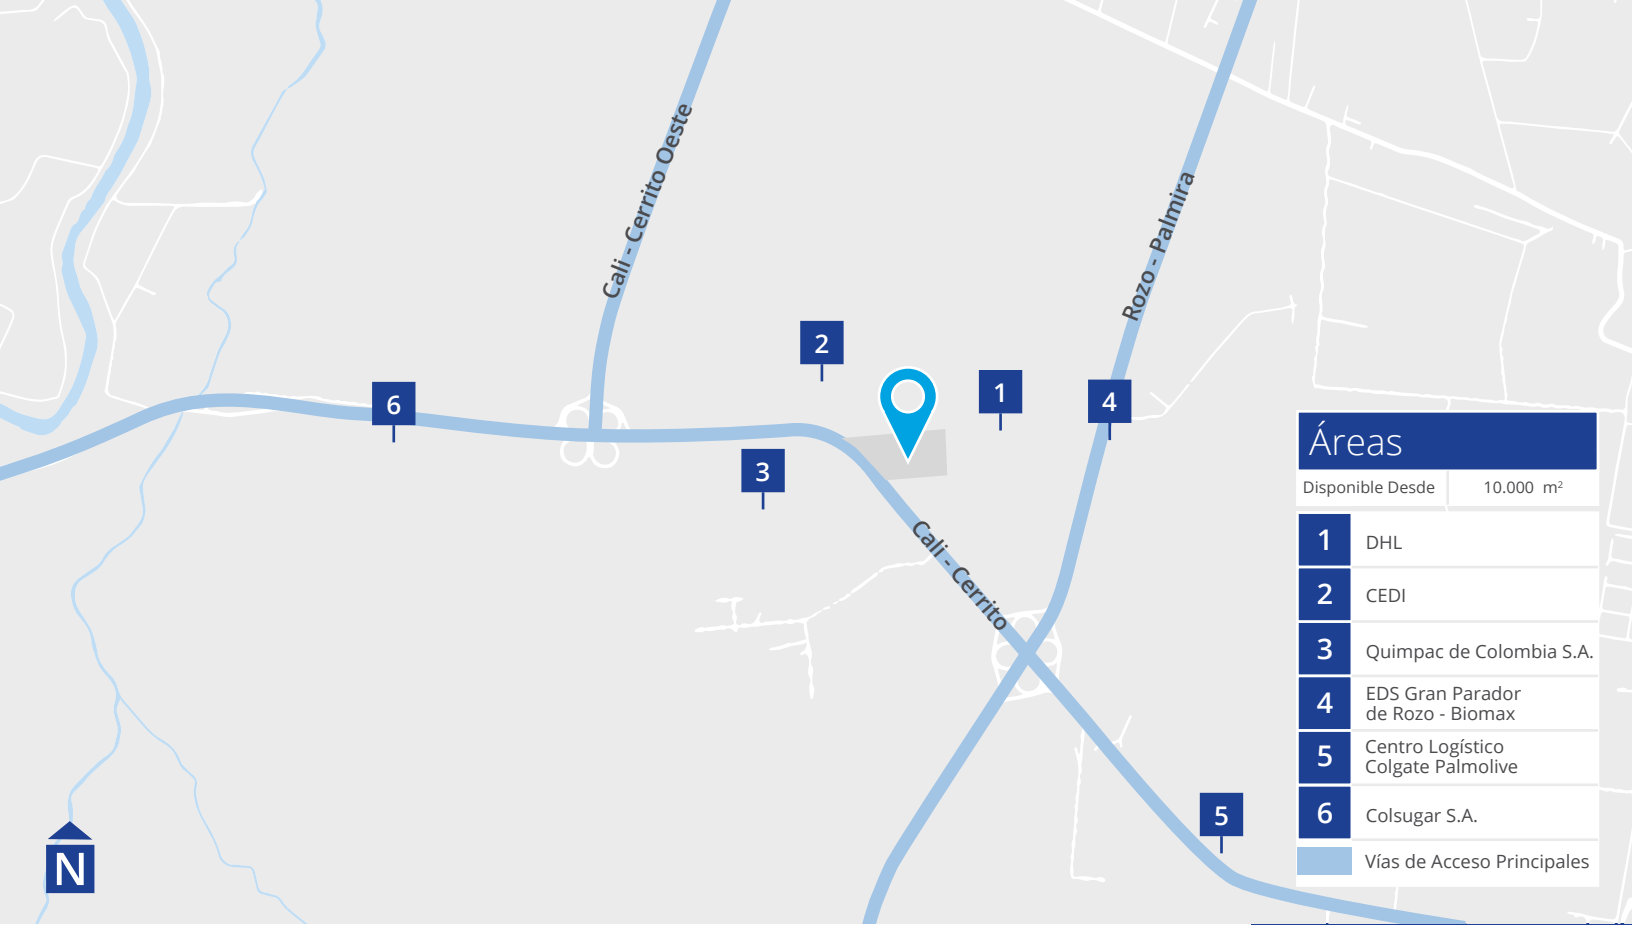 Cali - Cerrito Oeste
Rozo - Palmira
2
1
6
4
3
Cali - Cerrito
5
N
Áreas
Disponible Desde 10.000 m²
1 DHL
2 CEDI
3 Quimpac de Colombia S.A.
4 EDS Gran Parador
de Rozo - Biomax
5 Centro Logístico
Colgate Palmolive
6 Colsugar S.A.
Vías de Acceso Principales